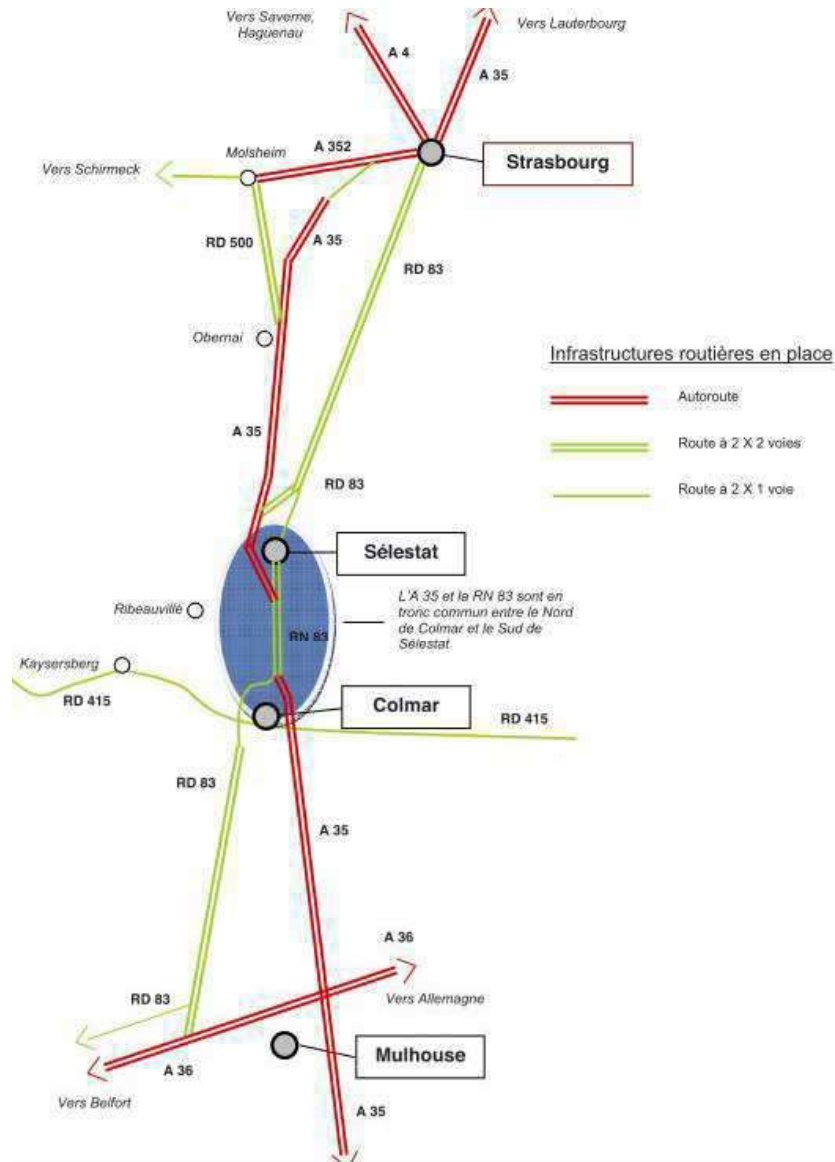 Vers Saverne,
Haguenau
Vers Lauterbourg
A 4
A 35
A 352
Molsheim
Strasbourg
Vers Schirmeck
A 35
RD 500
RD 83
Obernai
Infrastructures routières en place
Autoroute
A 35
Route à 2 X 2 voies
RD 83
Route à 2 X 1 voie
Sélestat
L'A 35 et la RN 83 sont en
tronc commun entre le Nord
de Colmar et le Sud de
Sélestat
Ribeauvillé
RN 83
Kaysersberg
RD 415
Colmar
RD 415
RD 83
A 35
A 36
RD 83
Vers Allemagne
Mulhouse
A 36
Vers Belfort
A 35